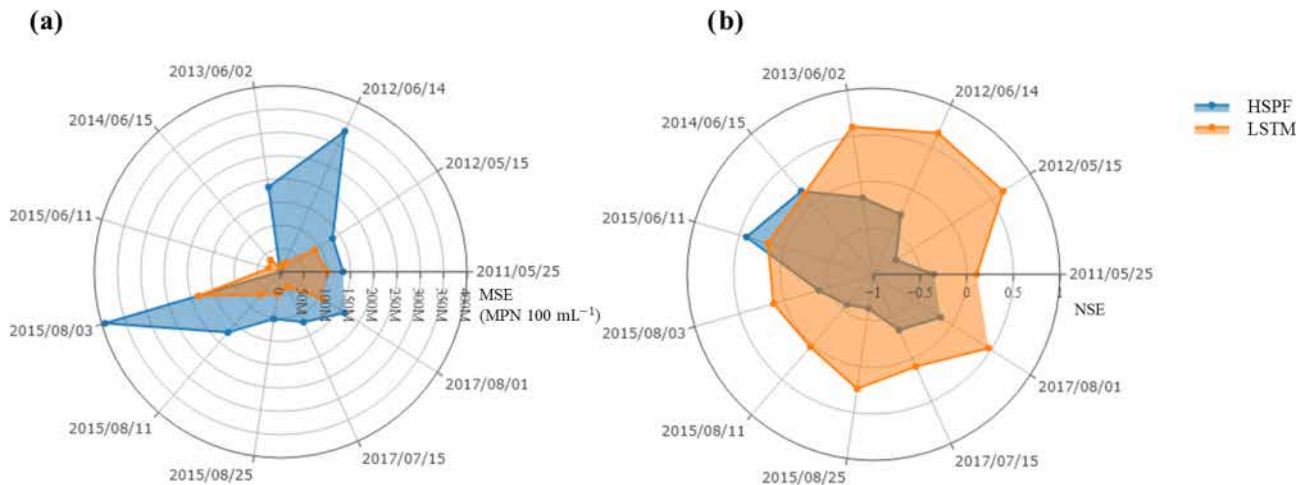 (a)
(b)
2013/06/02
2012/06/14
2014/06/15
2012/05/15
2015/06/11
2011/05/25
0
50M
100M
150M
200M
250M
300M
350M
400M
MSE
(MPN 100 mL⁻¹)
2015/08/03
2017/08/01
2015/08/11
2017/07/15
2015/08/25
2013/06/02
2012/06/14
2014/06/15
2012/05/15
2015/06/11
2011/05/25
−1
−0.5
0
0.5
1
NSE
2015/08/03
2017/08/01
2015/08/11
2017/07/15
2015/08/25
HSPF
LSTM